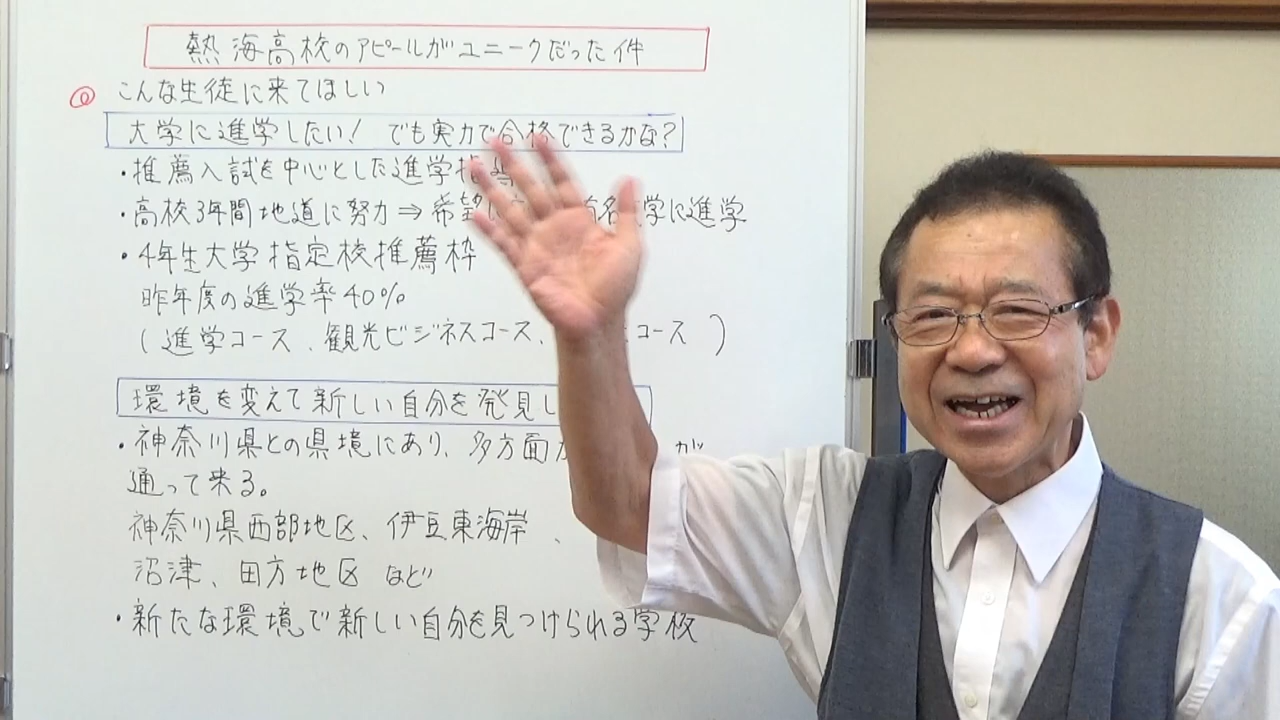 熱海高校のアピールがユニークだった件
◎ こんな生徒に来てほしい
大学に進学したい! でも実力で合格できるかな?
・推薦入試を中心とした進学指導
・高校3年間地道に努力⇒希望 学に進学
・4年生大学 指定校推薦枠
昨年度の進学率40%
(進学コース、観光ビジネスコース、 コース )
環境を変えて新しい自分を発見し
・神奈川県との県境にあり、多方面か が
通って来る。
神奈川県西部地区、伊豆東海岸 、
沼津、田方地区 など
・新たな環境で新しい自分を見つけられる学校